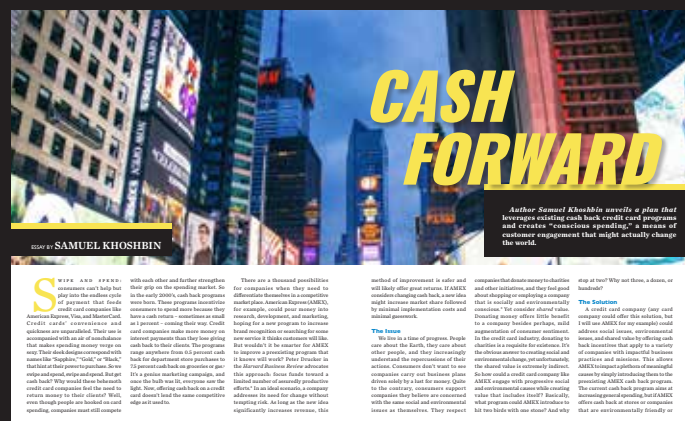 CASH
FORWARD
Author Samuel Khoshbin unveils a plan that
leverages existing cash back credit card programs
and creates “conscious spending,” a means of
customer engagement that might actually change
the world.
ESSAY BY SAMUEL KHOSHBIN
SWIPE AND SPEND:
consumers can't help but
play into the endless cycle
of payment that feeds
credit card companies like
American Express, Visa, and MasterCard.
Credit cards' convenience and
quickness are unparalleled. Their use is
accompanied with an air of nonchalance
that makes spending money verge on
sexy. Their sleek designs correspond with
names like “Sapphire,” “Gold,” or “Black,”
that hint at their power to purchase. So we
swipe and spend, swipe and spend. But get
cash back? Why would these behemoth
credit card companies feel the need to
return money to their clients? Well,
even though people are hooked on card
spending, companies must still compete
with each other and further strengthen
their grip on the spending market. So
in the early 2000's, cash back programs
were born. These programs incentivize
consumers to spend more because they
have a cash return – sometimes as small
as 1 percent – coming their way. Credit
card companies make more money on
interest payments than they lose giving
cash back to their clients. The programs
range anywhere from 0.5 percent cash
back for department store purchases to
7.5 percent cash back on groceries or gas.
It's a genius marketing campaign, and
once the bulb was lit, everyone saw the
light. Now, offering cash back on a credit
card doesn't lend the same competitive
edge as it used to.
There are a thousand possibilities
for companies when they need to
differentiate themselves in a competitive
market place. American Express (AMEX),
for example, could pour money into
research, development, and marketing,
hoping for a new program to increase
brand recognition or searching for some
new service it thinks customers will like.
But wouldn't it be smarter for AMEX
to improve a preexisting program that
it knows will work? Peter Drucker in
the Harvard Business Review advocates
this approach: focus funds toward a
limited number of seasonally productive
efforts. In an ideal scenario, a company
addresses its need for change without
tempting risk. As long as the new idea
significantly increases revenue, this
method of improvement is safer and
will likely offer great returns. If AMEX
considers changing cash back, a new idea
might increase market share followed
by minimal implementation costs and
minimal guesswork.
The Issue
We live in a time of progress. People
care about the Earth, they care about
other people, and they increasingly
understand the repercussions of their
actions. Consumers don't want to see
companies carry out business plans
driven solely by a lust for money. Quite
to the contrary, consumers support
companies they believe are concerned
with the same social and environmental
issues as themselves. They respect
companies that donate money to charities
and other initiatives, and they feel good
about shopping or employing a company
that is socially and environmentally
conscious. Yet consider shared value.
Donating money offers little benefit
to a company besides perhaps, mild
augmentation of consumer sentiment.
In the credit card industry, donating to
charities is a requisite for existence. It's
the obvious answer to creating social and
environmental change, yet unfortunately,
the shared value is extremely indirect.
So how could a credit card company like
AMEX engage with progressive social
and environmental causes while creating
value that includes itself? Basically,
what program could AMEX introduce to
hit two birds with one stone? And why
stop at two? Why not three, a dozen, or
hundreds?
The Solution
A credit card company (any card
company could offer this solution, but
I will use AMEX for my example) could
address social issues, environmental
issues, and shared value by offering cash
back incentives that apply to a variety
of companies with impactful business
practices and missions. This allows
AMEX to impact a plethora of meaningful
causes by simply introducing them to the
preexisting AMEX cash back program.
The current cash back program aims at
increasing general spending, but if AMEX
offers cash back at stores or companies
that are environmentally friendly or